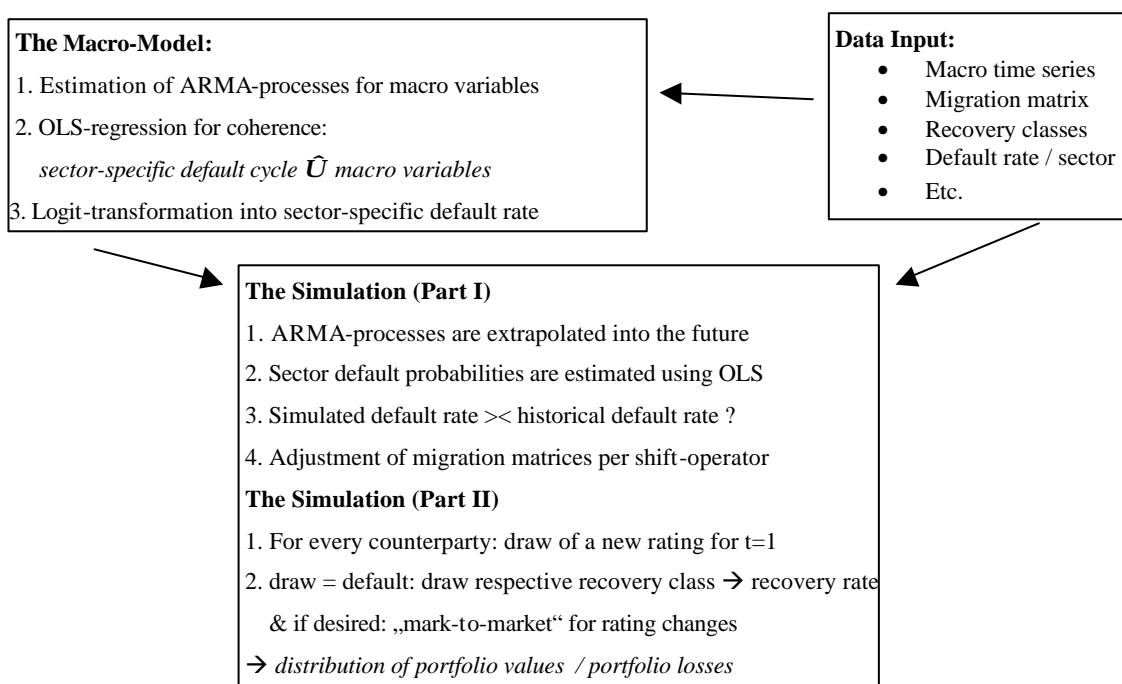 The Macro-Model:
1. Estimation of ARMA-processes for macro variables
2. OLS-regression for coherence:
sector-specific default cycle Û macro variables
3. Logit-transformation into sector-specific default rate
Data Input:
• Macro time series
• Migration matrix
• Recovery classes
• Default rate / sector
• Etc.
The Simulation (Part I)
1. ARMA-processes are extrapolated into the future
2. Sector default probabilities are estimated using OLS
3. Simulated default rate >< historical default rate ?
4. Adjustment of migration matrices per shift-operator
The Simulation (Part II)
1. For every counterparty: draw of a new rating for t=1
2. draw = default: draw respective recovery class → recovery rate
& if desired: „mark-to-market“ for rating changes
→ distribution of portfolio values / portfolio losses